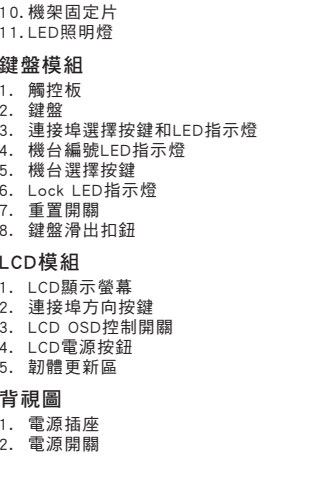 10. 機架固定片
11. LED照明燈
鍵盤模組
1. 觸控板
2. 鍵盤
3. 連接埠選擇按鍵和LED指示燈
4. 機台編號LED指示燈
5. 機台選擇按鍵
6. Lock LED指示燈
7. 重置開關
8. 鍵盤滑出扣鈕
LCD模組
1. LCD顯示螢幕
2. 連接埠方向按鍵
3. LCD OSD控制開關
4. LCD電源按鈕
5. 韌體更新區
背視圖
1. 電源插座
2. 電源開關